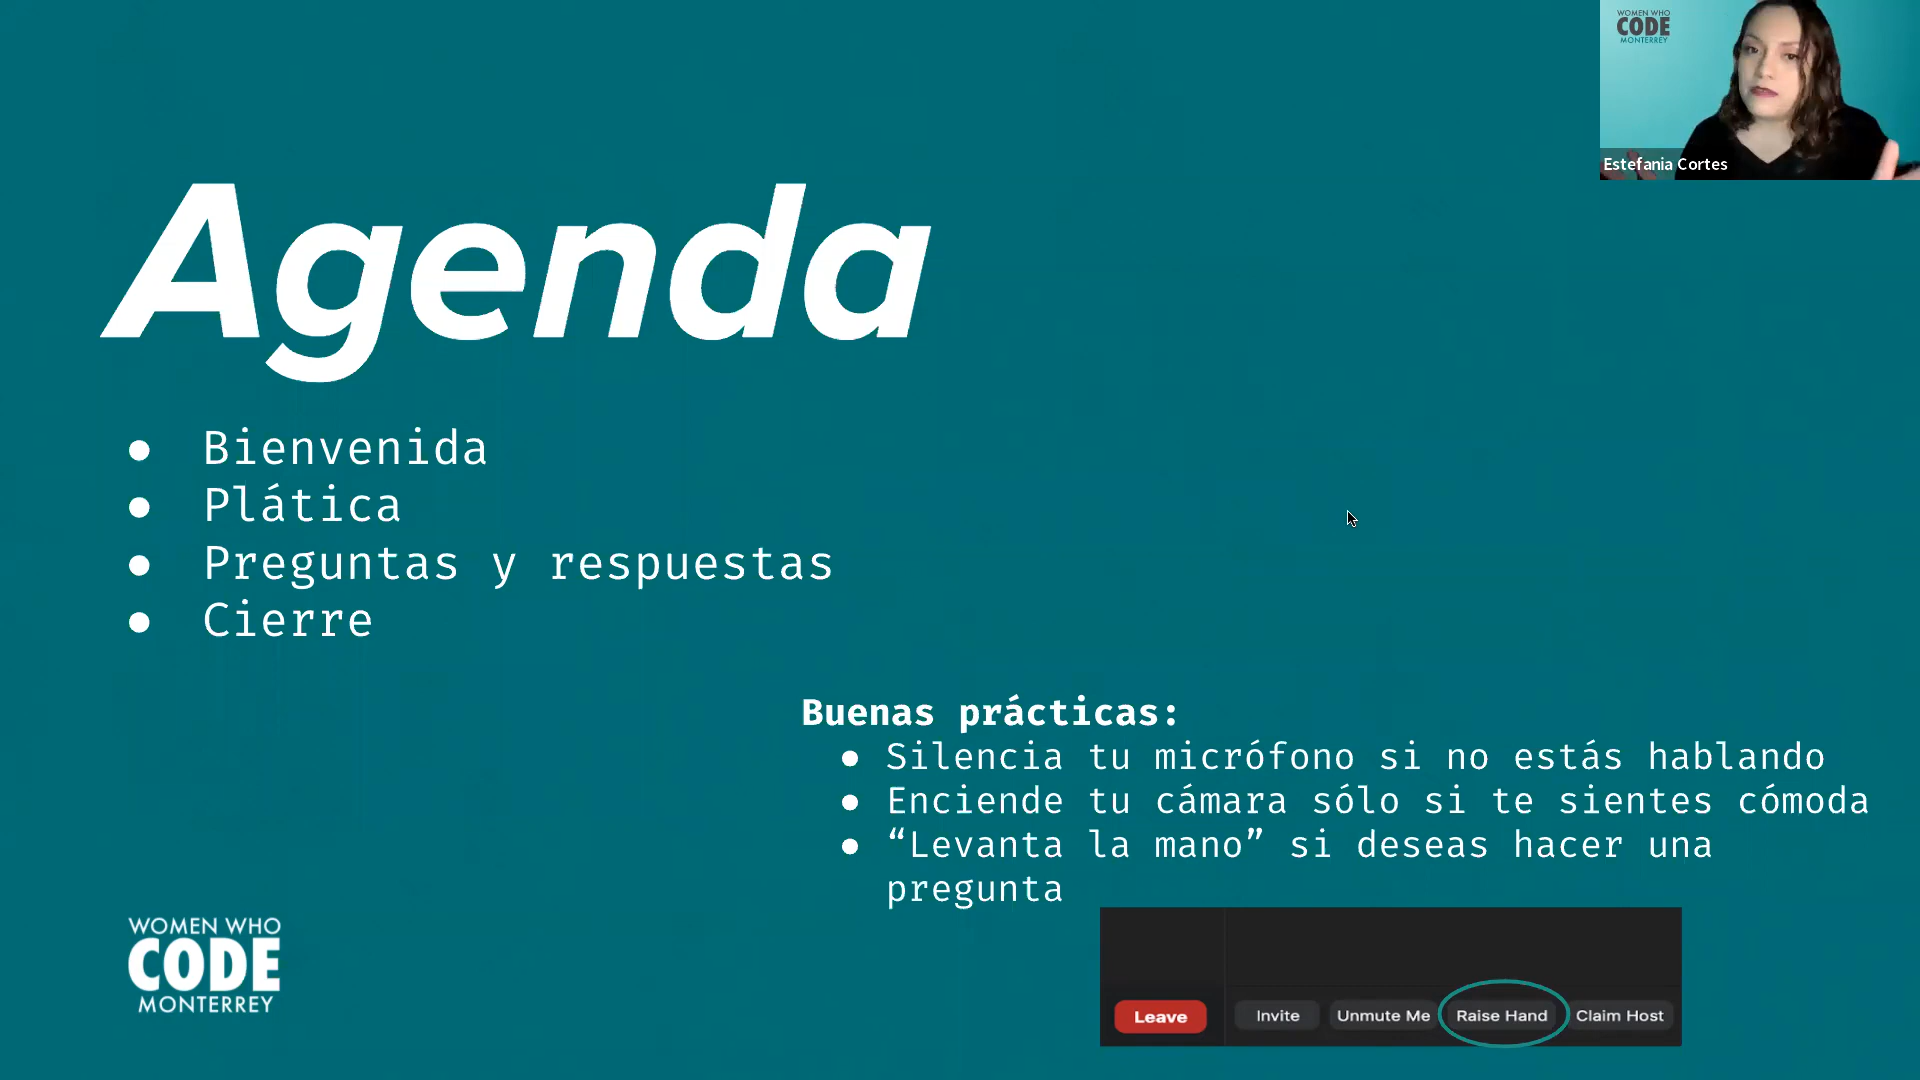 WOMEN WHO
CODE
MONTERREY
Estefania Cortes
Agenda
● Bienvenida
● Plática
● Preguntas y respuestas
● Cierre
Buenas prácticas:
● Silencia tu micrófono si no estás hablando
● Enciende tu cámara sólo si te sientes cómoda
● “Levanta la mano” si deseas hacer una
pregunta
WOMEN WHO
CODE
MONTERREY
Leave Invite Unmute Me Raise Hand Claim Host